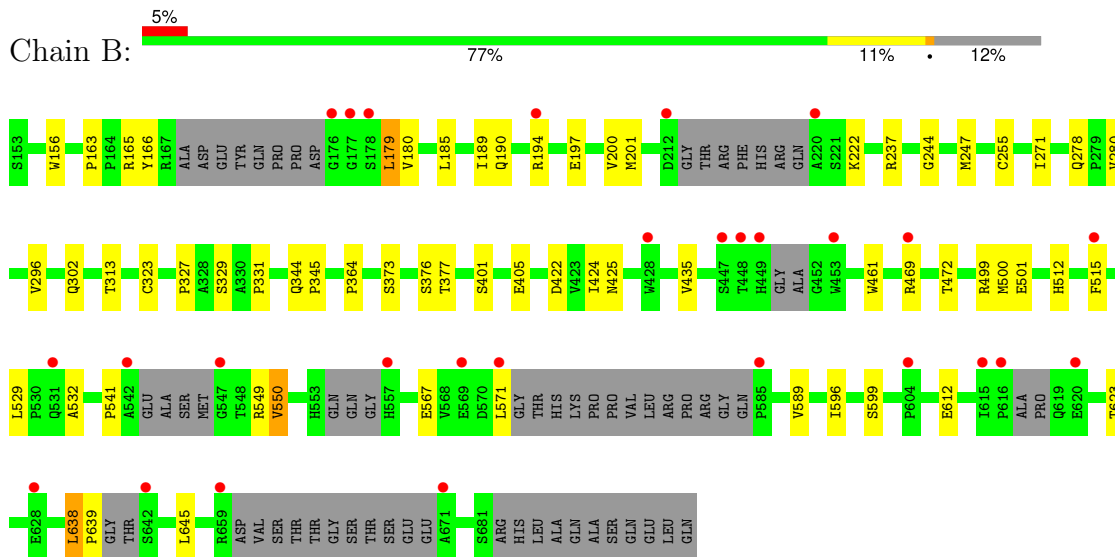 5%
Chain B:
77% 11% • 12%
S153 W156 P163 P164 R165 Y166 R167 ALA ASP GLU TYR GLN PRO PRO ASP G176 G177 S178 L179 V180 L185 I189 Q190 R194 E197 V200 M201 D212 GLY THR ARG PHE HIS ARG GLN A220 S221 K222 R237 G244 M247 C255 I271 Q278 P279
V296 Q302 T313 C323 P327 A328 S329 A330 P331 Q344 P345 P364 S373 S376 T377 S401 E405 D422 V423 I424 N425 W428 V435 S447 T448 H449 GLY ALA G452 W453 W461 R469 T472 R499 M500 E501 H512 F515
L529 P530 Q531 A532 P541 A542 GLU ALA SER MET G547 T548 R549 V550 H553 GLN GLN GLY H557 E567 V568 E569 D570 L571 GLY THR HIS LYS PRO PRO VAL LEU ARG PRO ARG GLY GLN P585 V589 I596 S599 P604 E612 I615 P616 ALA PRO Q619 E620
E628 L638 P639 GLY THR S642 L645 R659 ASP VAL SER THR THR GLY SER THR SER GLU GLU A671 S681 ARG HIS LEU ALA GLN ALA SER GLN GLU LEU GLN